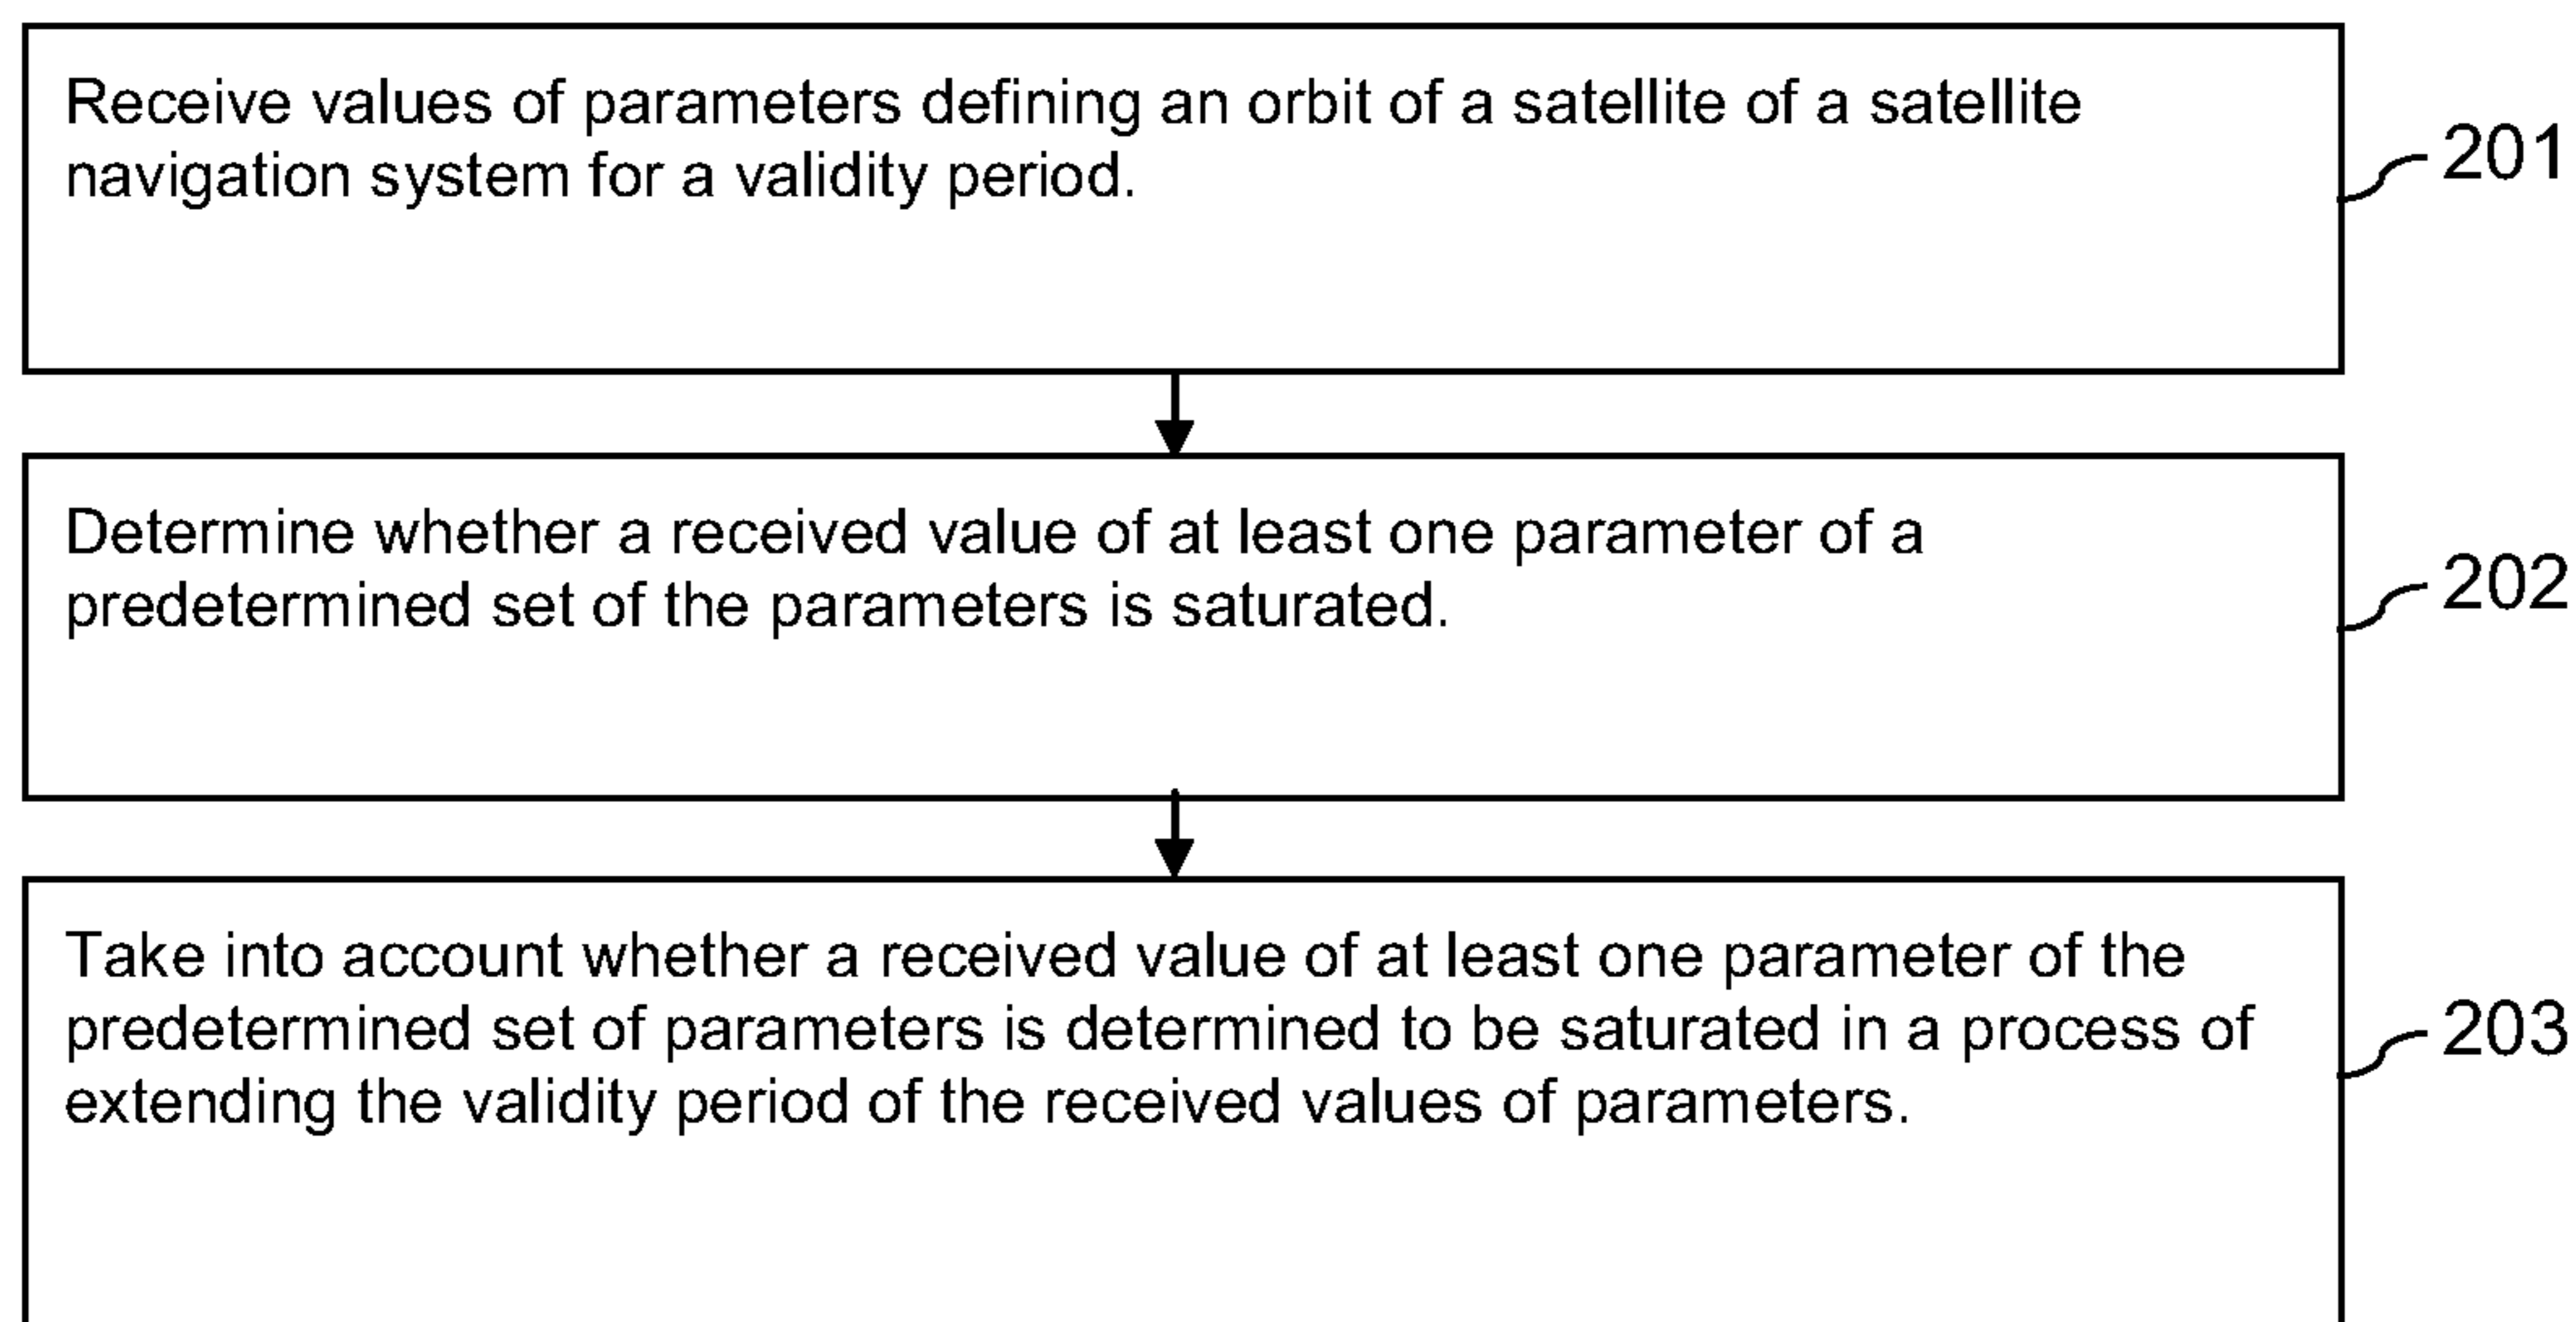 Receive values of parameters defining an orbit of a satellite of a satellite
navigation system for a validity period.
201
Determine whether a received value of at least one parameter of a
predetermined set of the parameters is saturated.
202
Take into account whether a received value of at least one parameter of the
predetermined set of parameters is determined to be saturated in a process of
extending the validity period of the received values of parameters.
203